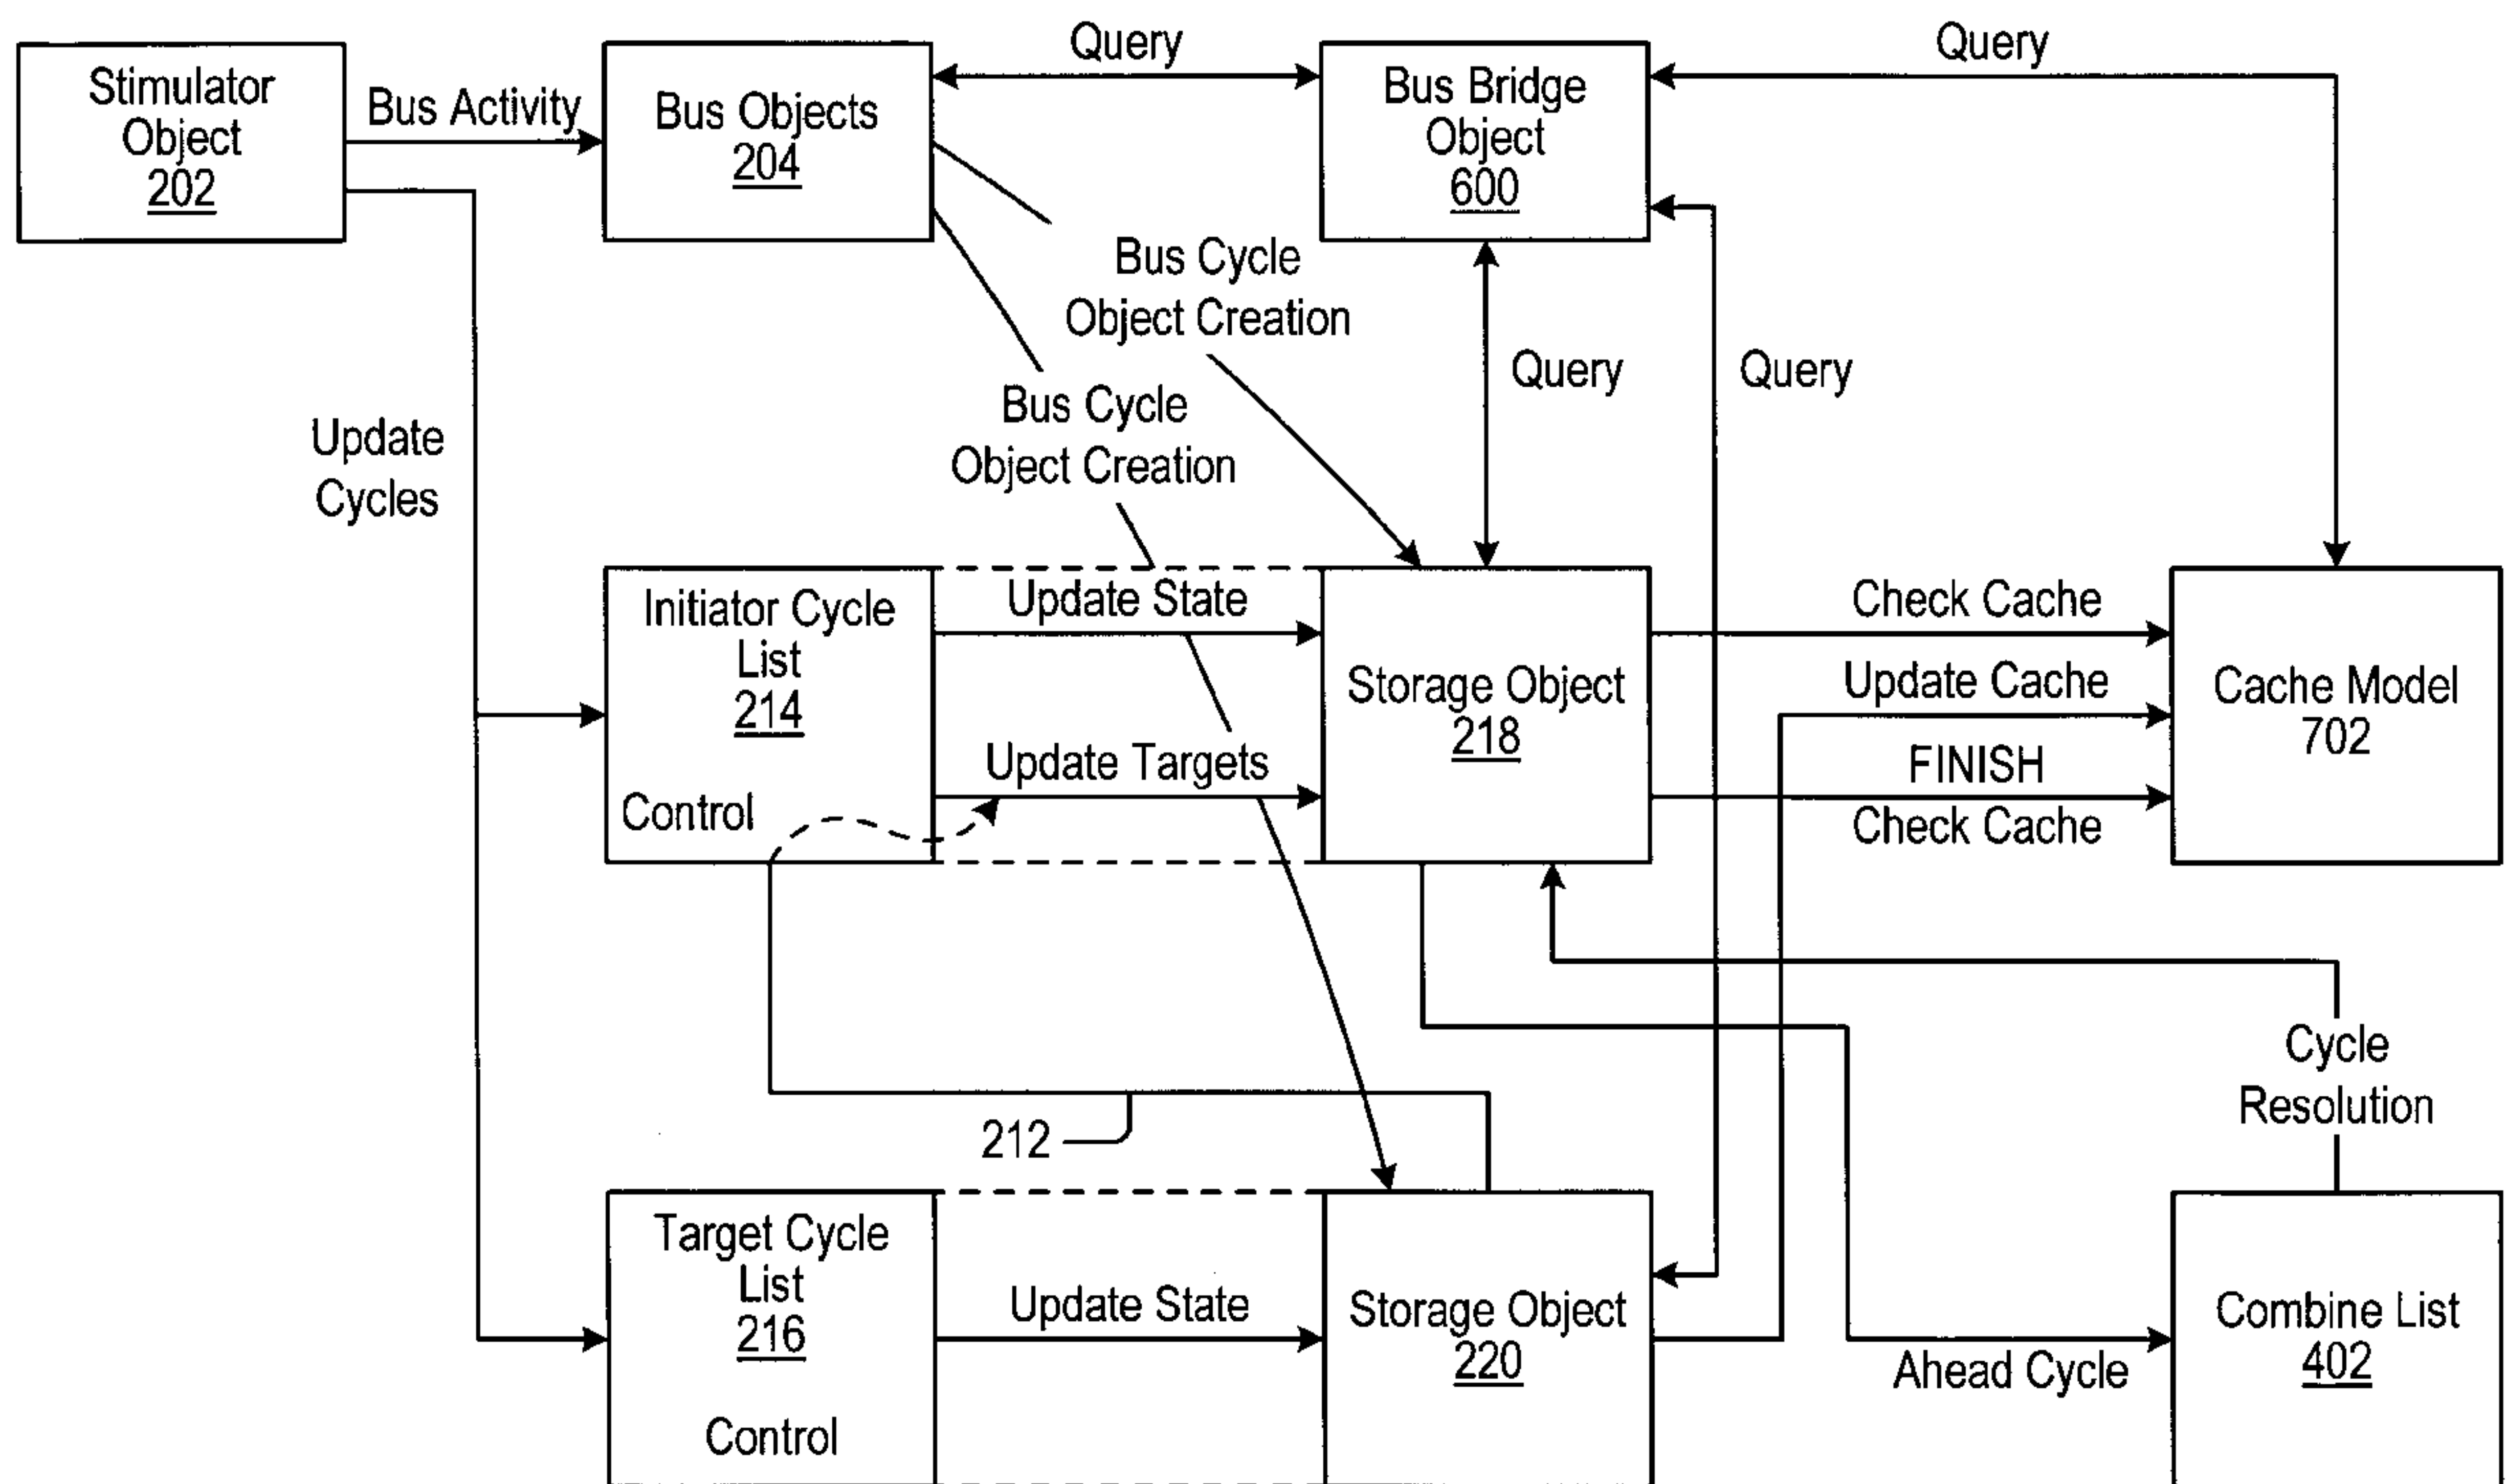 Stimulator
Object
202
Bus Activity
Bus Objects
204
Query
Bus Bridge
Object
600
Query
Bus Cycle
Object Creation
Query
Query
Bus Cycle
Object Creation
Update
Cycles
Initiator Cycle
List
214
Control
Update State
Update Targets
Storage Object
218
Check Cache
Update Cache
FINISH
Check Cache
Cache Model
702
Cycle
Resolution
212
Target Cycle
List
216
Control
Update State
Storage Object
220
Ahead Cycle
Combine List
402